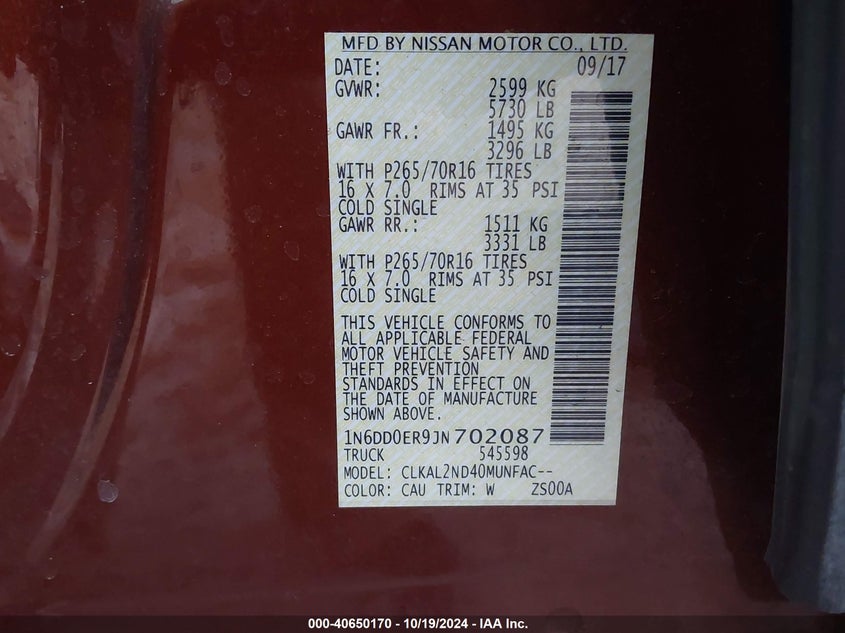 MFD BY NISSAN MOTOR CO., LTD.
DATE: 09/17
GVWR: 2599 KG
5730 LB
GAWR FR.: 1495 KG
3296 LB
WITH P265/70R16 TIRES
16 X 7.0 RIMS AT 35 PSI
COLD SINGLE
GAWR RR.: 1511 KG
3331 LB
WITH P265/70R16 TIRES
16 X 7.0 RIMS AT 35 PSI
COLD SINGLE
THIS VEHICLE CONFORMS TO
ALL APPLICABLE FEDERAL
MOTOR VEHICLE SAFETY AND
THEFT PREVENTION
STANDARDS IN EFFECT ON
THE DATE OF MANUFACTURE
SHOWN ABOVE.
1N6DD0ER9JN702087
TRUCK 545598
MODEL: CLKAL2ND40MUNFAC--
COLOR: CAU TRIM: W ZS00A
000-40650170 - 10/19/2024 - IAA Inc.